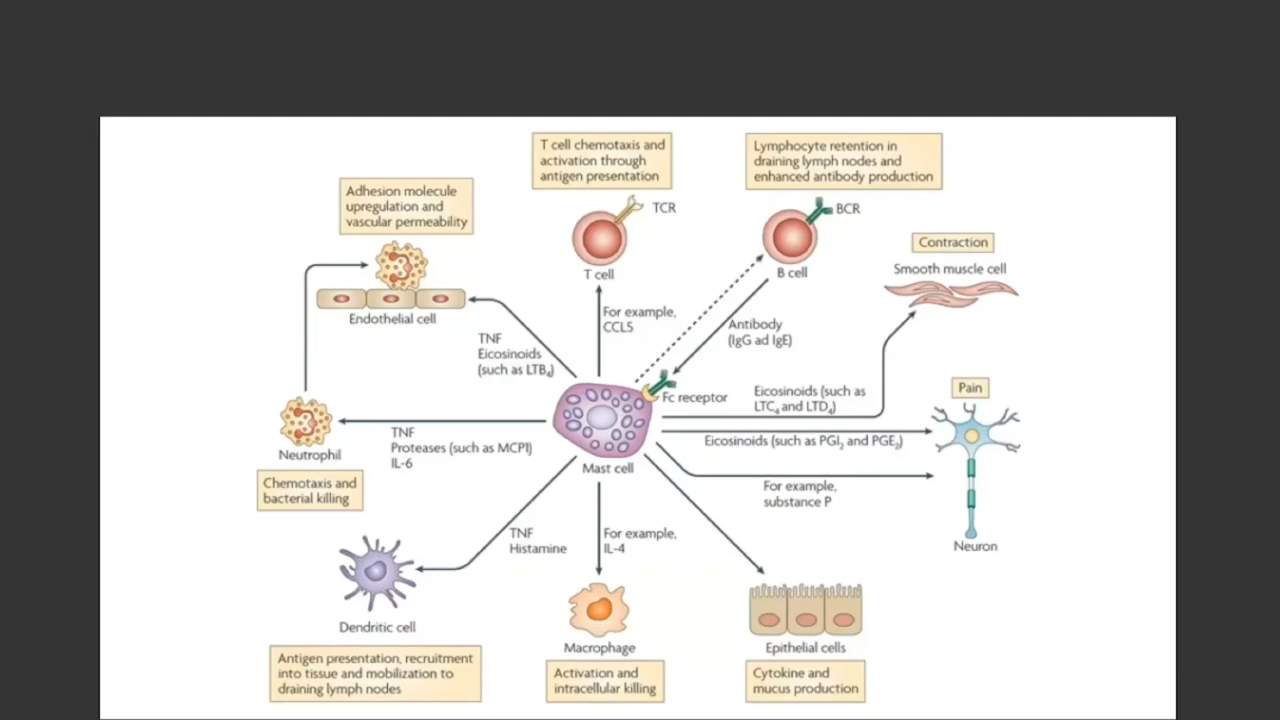 T cell chemotaxis and
activation through
antigen presentation
Lymphocyte retention in
draining lymph nodes and
enhanced antibody production
Adhesion molecule
upregulation and
vascular permeability
TCR
BCR
Contraction
T cell
B cell
Smooth muscle cell
Endothelial cell
For example,
CCL5
Antibody
(IgG ad IgE)
TNF
Eicosinoids
(such as LTB₄)
Fc receptor
Eicosinoids (such as
LTC₄ and LTD₄)
Pain
TNF
Proteases (such as MCP1)
IL-6
Eicosinoids (such as PGI₂ and PGE₂)
Neutrophil
Mast cell
Chemotaxis and
bacterial killing
For example,
substance P
TNF
Histamine
For example,
IL-4
Neuron
Dendritic cell
Macrophage
Epithelial cells
Antigen presentation, recruitment
into tissue and mobilization to
draining lymph nodes
Activation and
intracellular killing
Cytokine and
mucus production